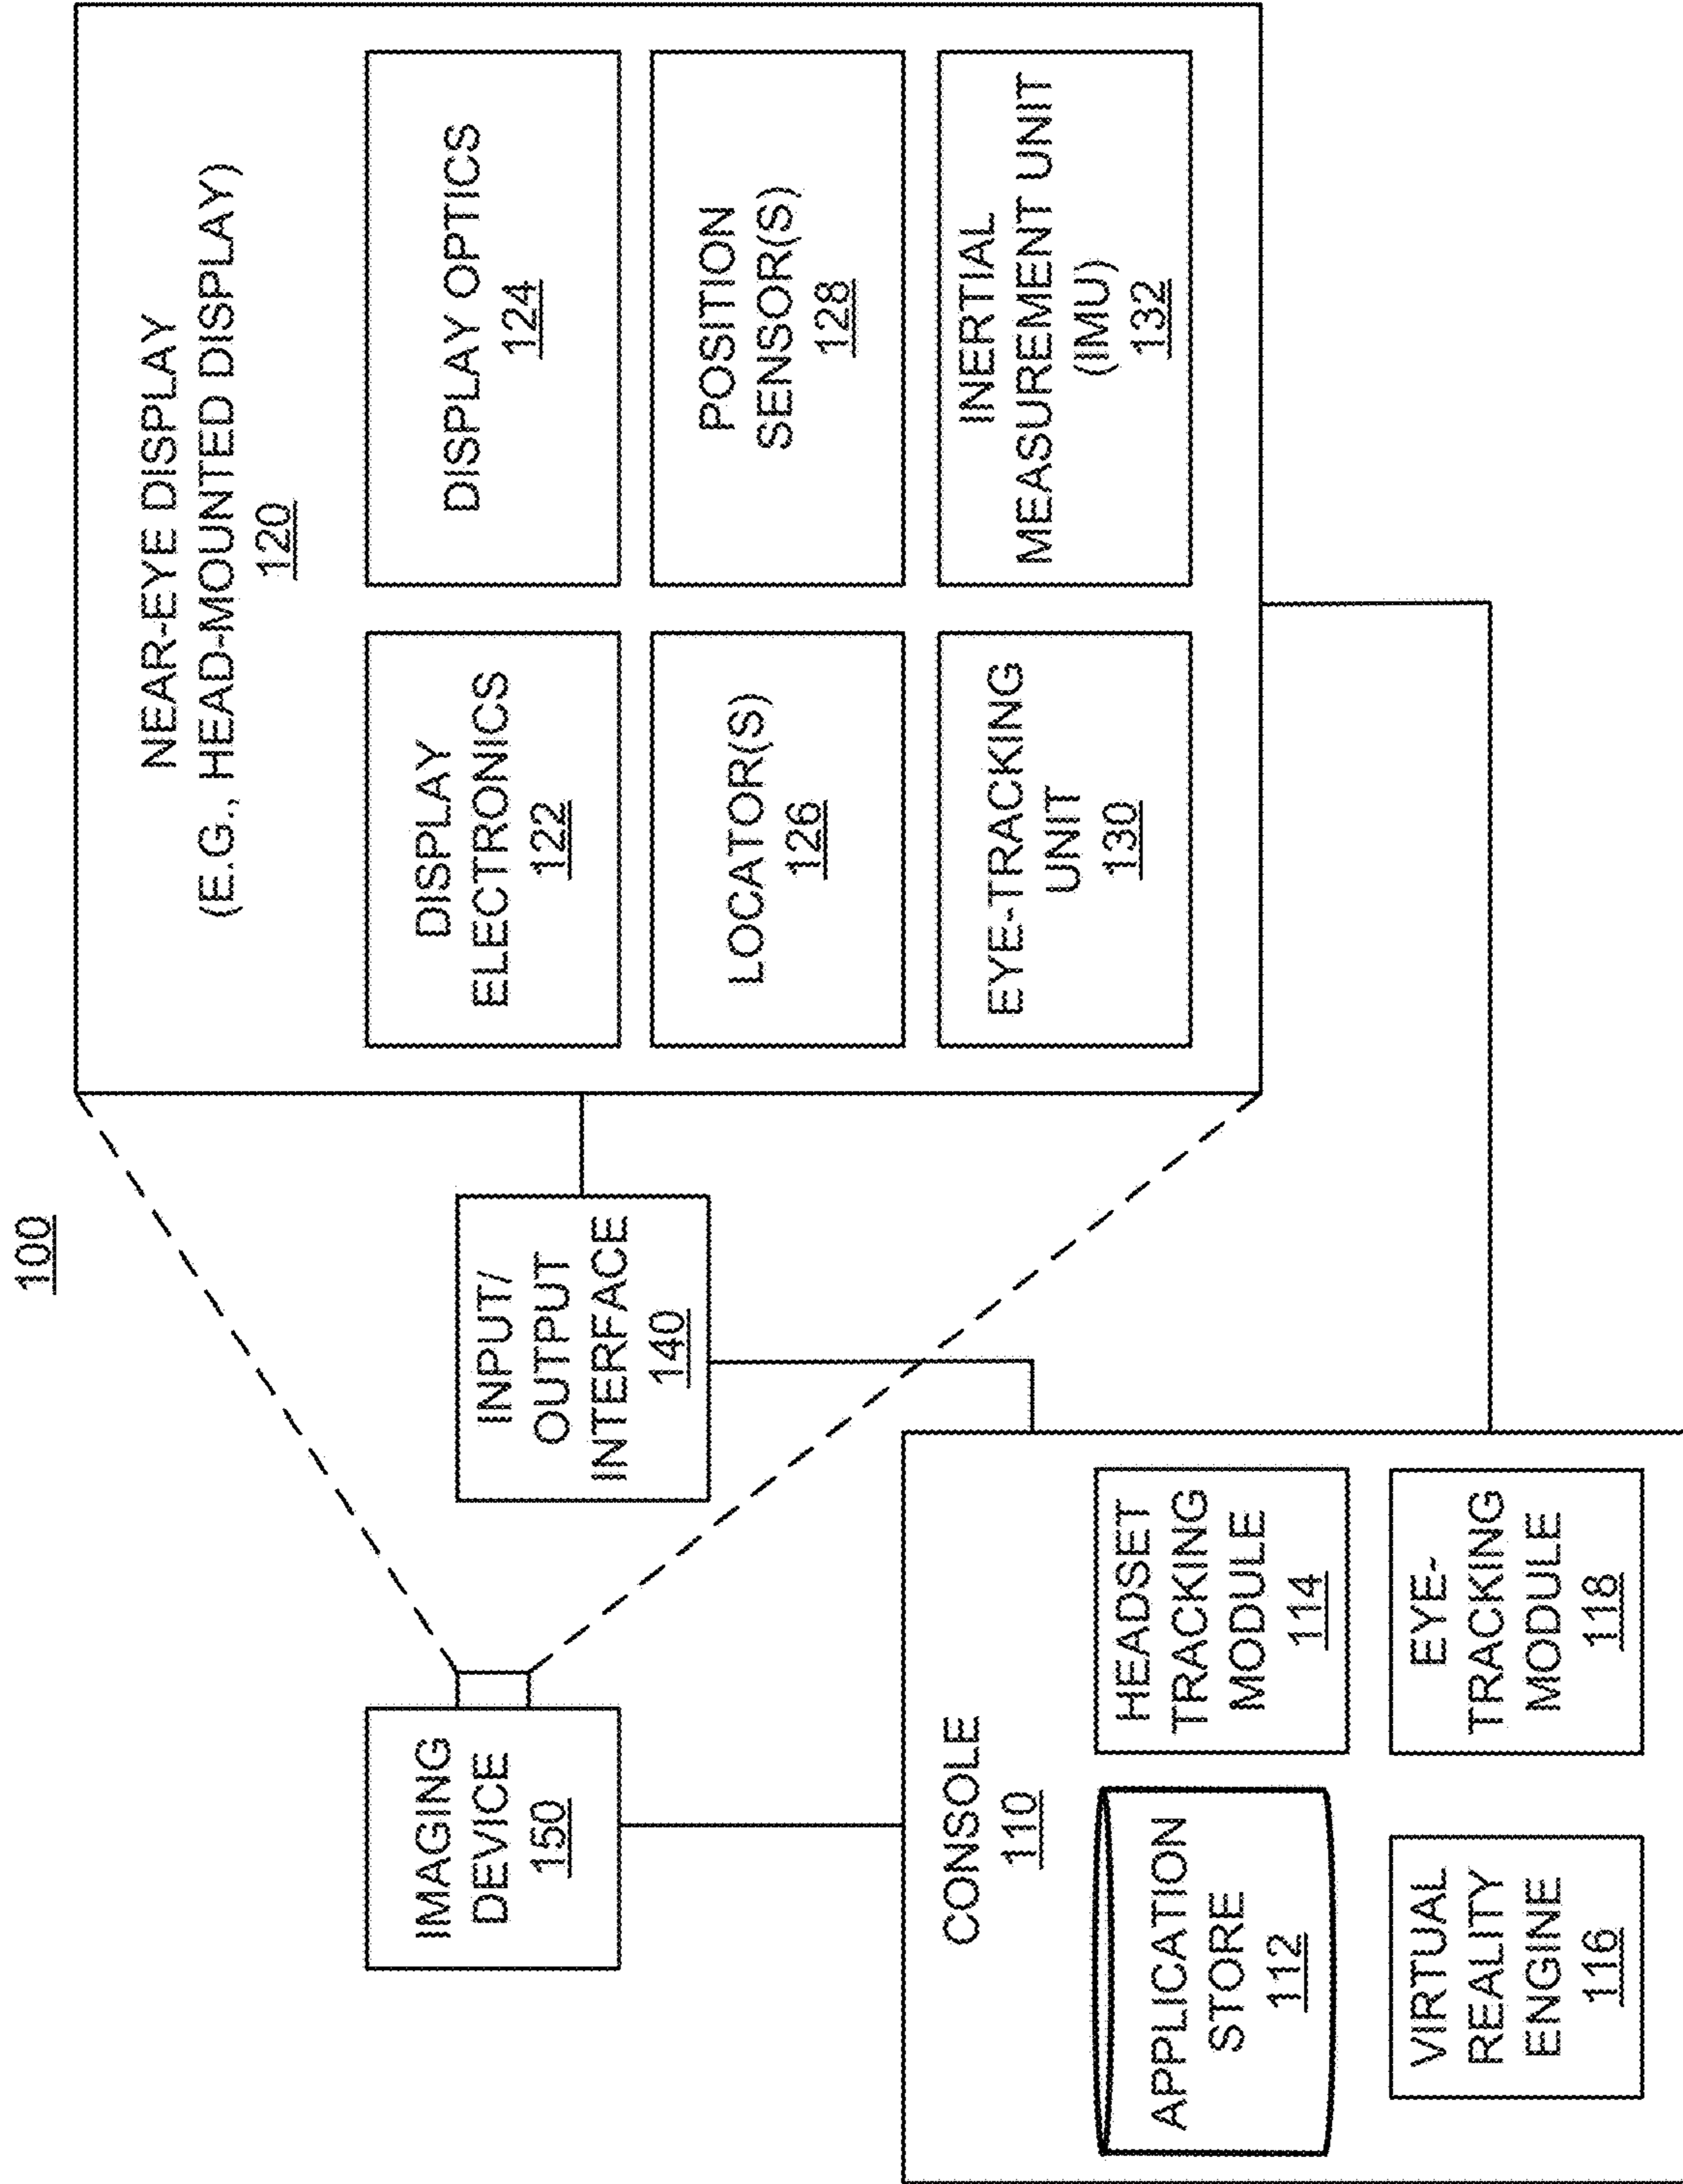 100
NEAR-EYE DISPLAY
(E.G., HEAD-MOUNTED DISPLAY)
120
DISPLAY
ELECTRONICS
122
DISPLAY OPTICS
124
LOCATOR(S)
126
POSITION
SENSOR(S)
128
EYE-TRACKING
UNIT
130
INERTIAL
MEASUREMENT UNIT
(IMU)
132
INPUT/
OUTPUT
INTERFACE
140
IMAGING
DEVICE
150
CONSOLE
110
APPLICATION
STORE
112
HEADSET
TRACKING
MODULE
114
VIRTUAL
REALITY
ENGINE
116
EYE-
TRACKING
MODULE
118